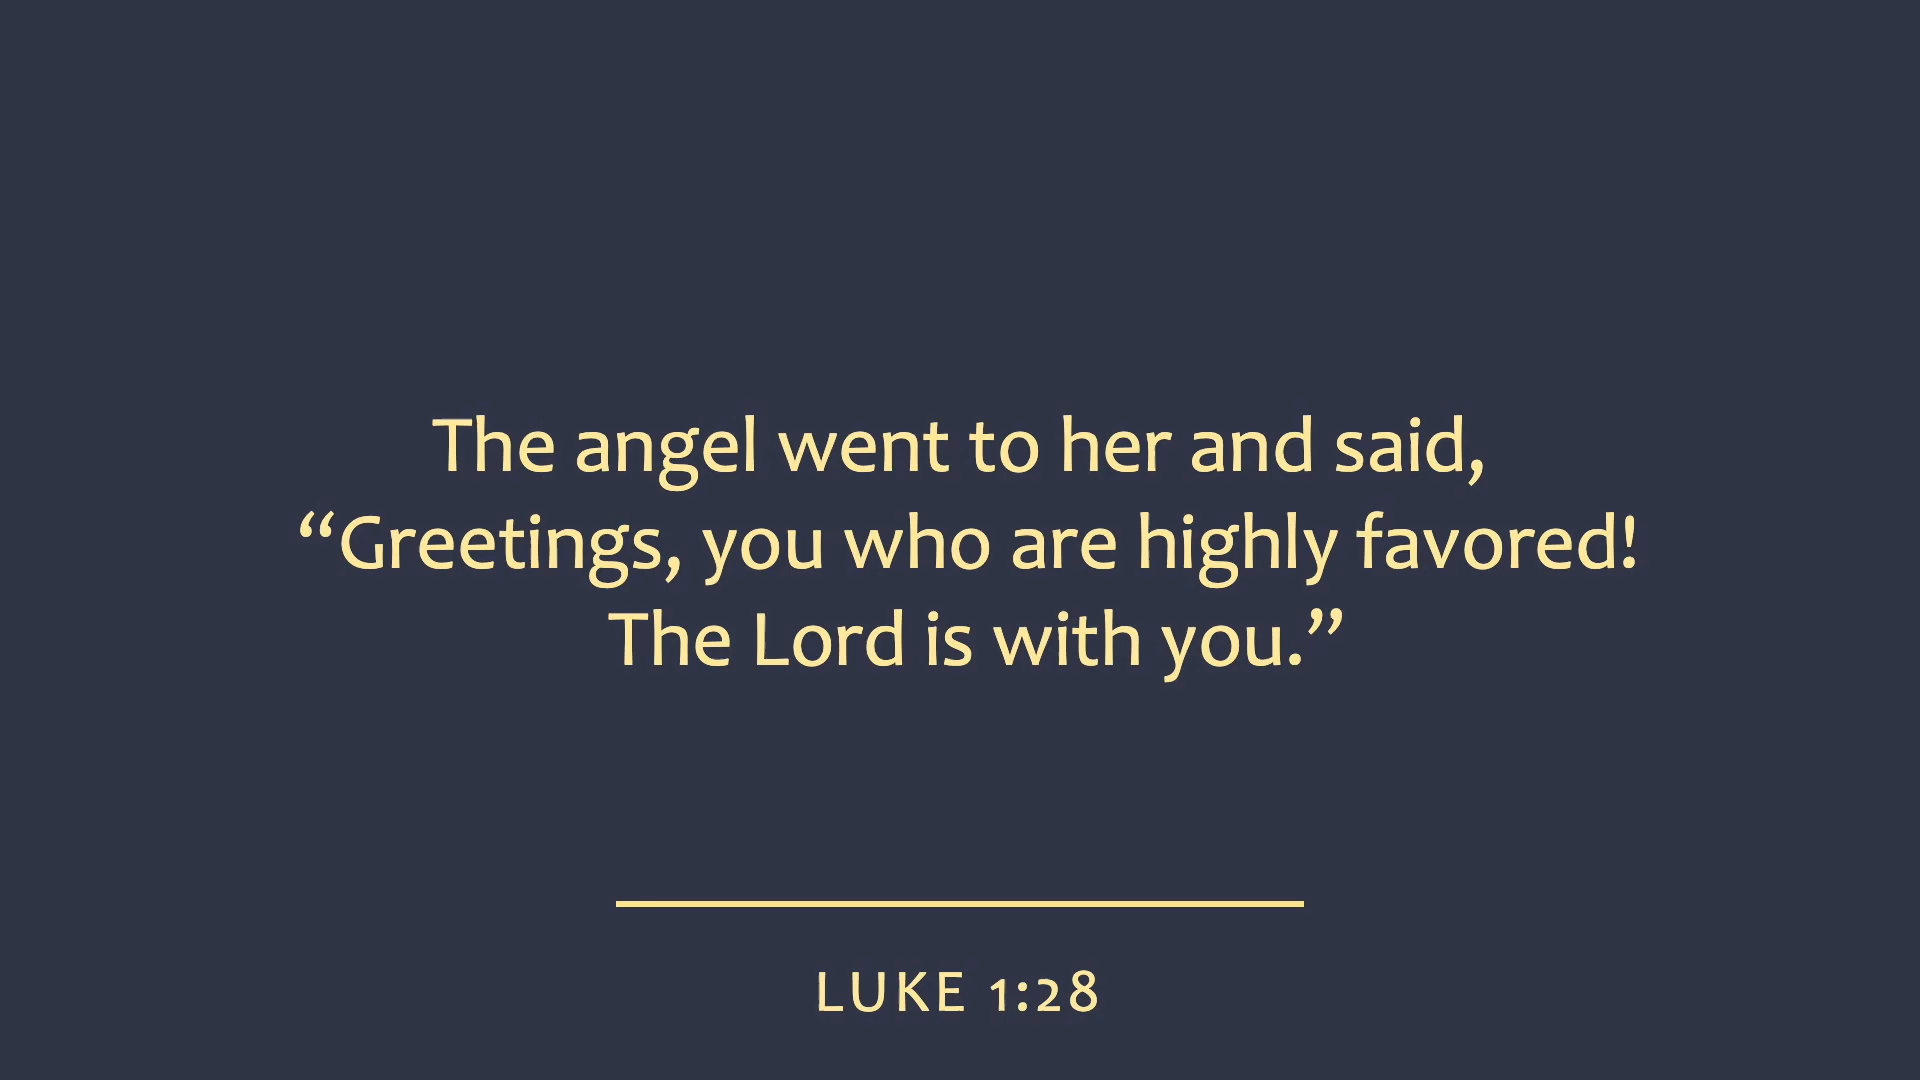 The angel went to her and said,
“Greetings, you who are highly favored!
The Lord is with you.”
LUKE 1:28